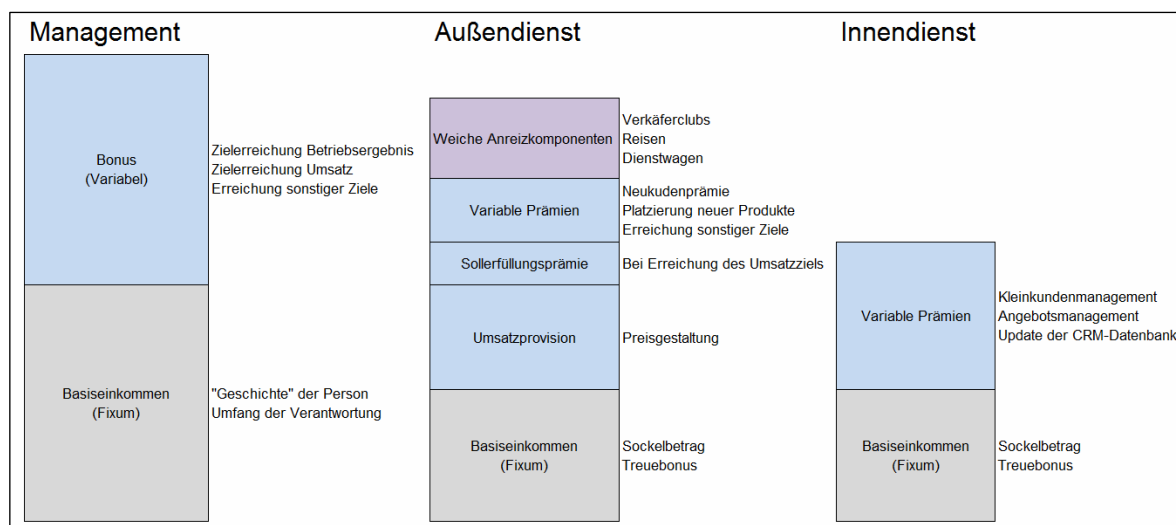 Management
Bonus
(Variabel)
Zielerreichung Betriebsergebnis
Zielerreichung Umsatz
Erreichung sonstiger Ziele
Basiseinkommen
(Fixum)
"Geschichte" der Person
Umfang der Verantwortung
Außendienst
Weiche Anreizkomponenten
Verkäferclubs
Reisen
Dienstwagen
Variable Prämien
Neukudenprämie
Platzierung neuer Produkte
Erreichung sonstiger Ziele
Sollerfüllungsprämie
Bei Erreichung des Umsatzziels
Umsatzprovision
Preisgestaltung
Basiseinkommen
(Fixum)
Sockelbetrag
Treuebonus
Innendienst
Variable Prämien
Kleinkundenmanagement
Angebotsmanagement
Update der CRM-Datenbank
Basiseinkommen
(Fixum)
Sockelbetrag
Treuebonus